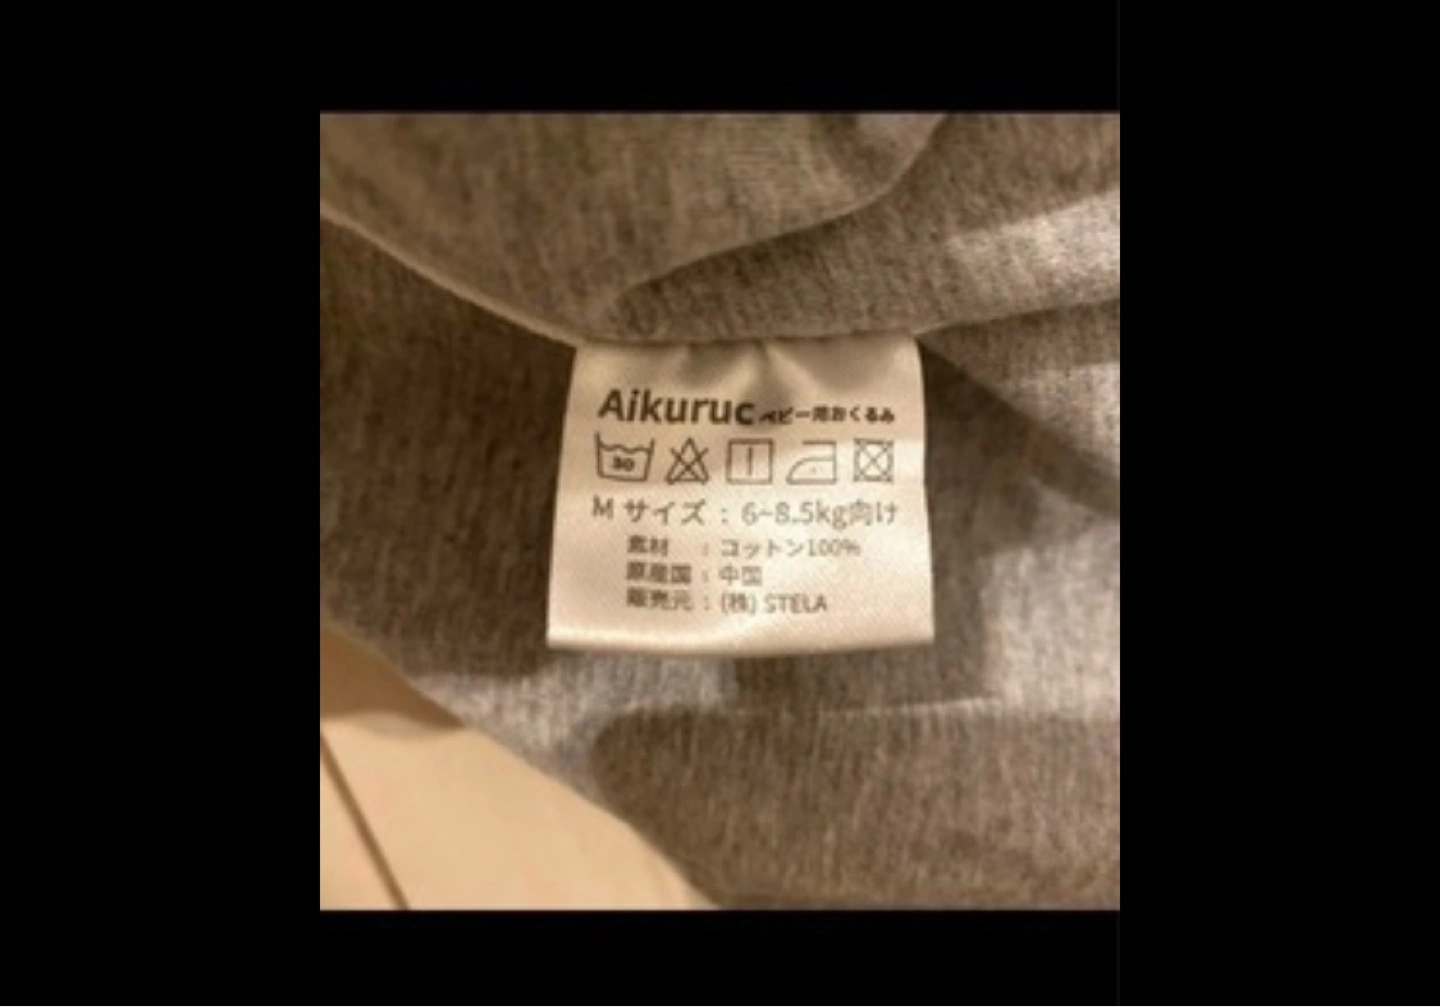 Aikuruc ベビー用おくるみ
30
M サイズ : 6~8.5kg向け
素材 : コットン100%
原産国 : 中国
販売元 : (株) STELA